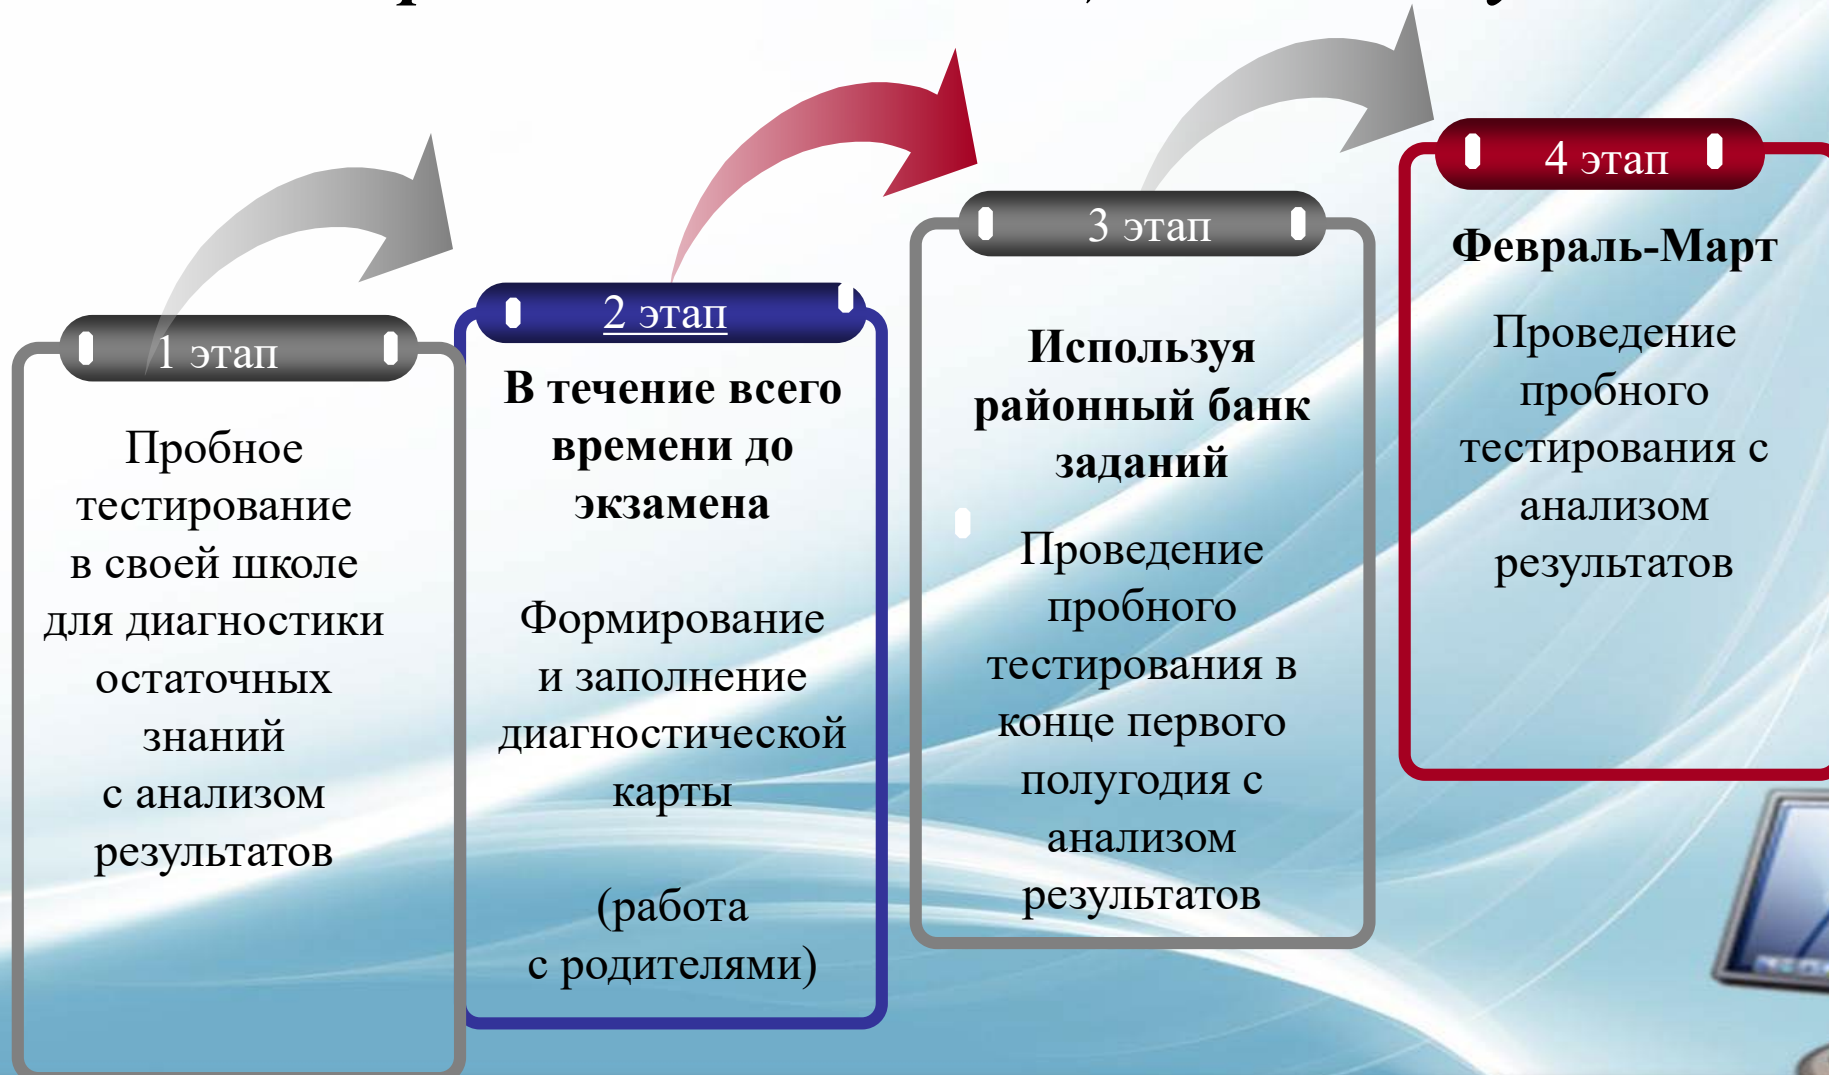 1 этап
Пробное
тестирование
в своей школе
для диагностики
остаточных
знаний
с анализом
результатов
2 этап
В течение всего
времени до
экзамена
Формирование
и заполнение
диагностической
карты
(работа
с родителями)
3 этап
Используя
районный банк
заданий
Проведение
пробного
тестирования в
конце первого
полугодия с
анализом
результатов
4 этап
Февраль-Март
Проведение
пробного
тестирования с
анализом
результатов